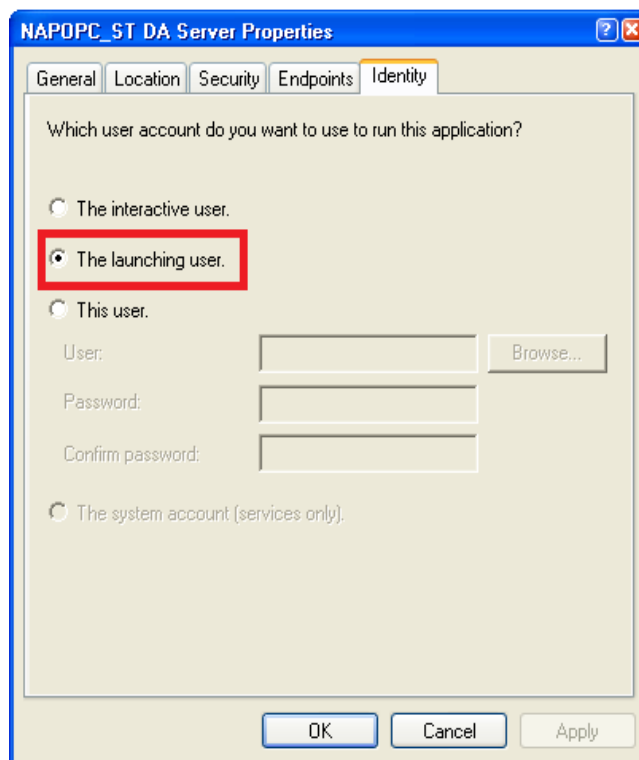 NAPOPC_ST DA Server Properties
General Location Security Endpoints Identity
Which user account do you want to use to run this application?
The interactive user.
The launching user.
This user.
User: Browse...
Password:
Confirm password:
The system account (services only).
OK Cancel Apply